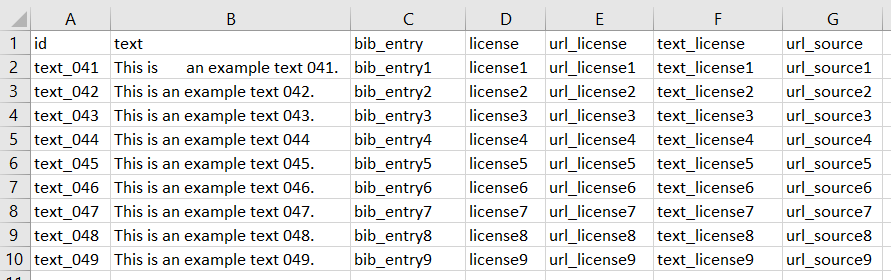 A B C D E F G
1 id text bib_entry license url_license text_license url_source
2 text_041 This is      an example text 041. bib_entry1 license1 url_license1 text_license1 url_source1
3 text_042 This is an example text 042. bib_entry2 license2 url_license2 text_license2 url_source2
4 text_043 This is an example text 043. bib_entry3 license3 url_license3 text_license3 url_source3
5 text_044 This is an example text 044 bib_entry4 license4 url_license4 text_license4 url_source4
6 text_045 This is an example text 045. bib_entry5 license5 url_license5 text_license5 url_source5
7 text_046 This is an example text 046. bib_entry6 license6 url_license6 text_license6 url_source6
8 text_047 This is an example text 047. bib_entry7 license7 url_license7 text_license7 url_source7
9 text_048 This is an example text 048. bib_entry8 license8 url_license8 text_license8 url_source8
10 text_049 This is an example text 049. bib_entry9 license9 url_license9 text_license9 url_source9